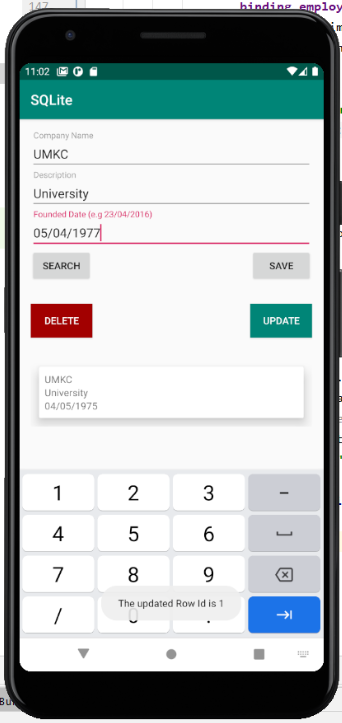 147
binding.employ
im
11:02
SQLite
Company Name
UMKC
Description
University
Founded Date (e.g 23/04/2016)
05/04/1977
SEARCH
SAVE
DELETE
UPDATE
UMKC
University
04/05/1975
1 2 3 -
4 5 6
7 8 9
/ .
The updated Row Id is 1
Bu